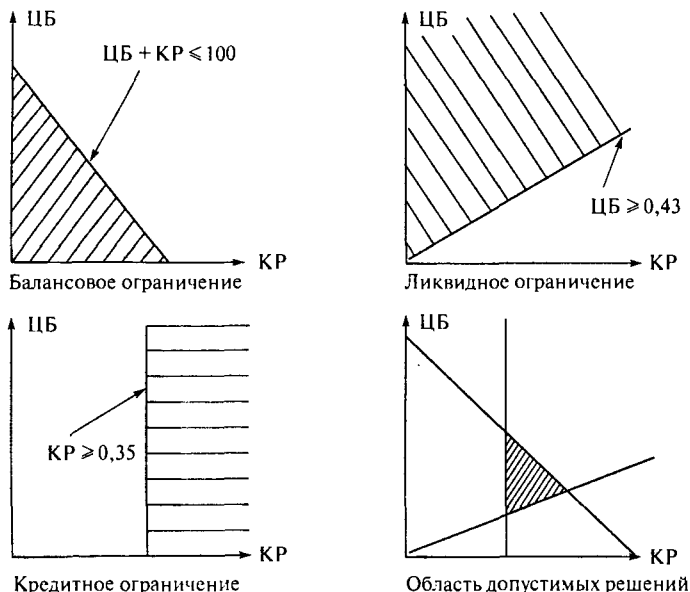 ЦБ
ЦБ + КР ⩽ 100
КР
Балансовое ограничение
ЦБ
ЦБ ⩾ 0,43
КР
Ликвидное ограничение
ЦБ
КР ⩾ 0,35
КР
Кредитное ограничение
ЦБ
КР
Область допустимых решений